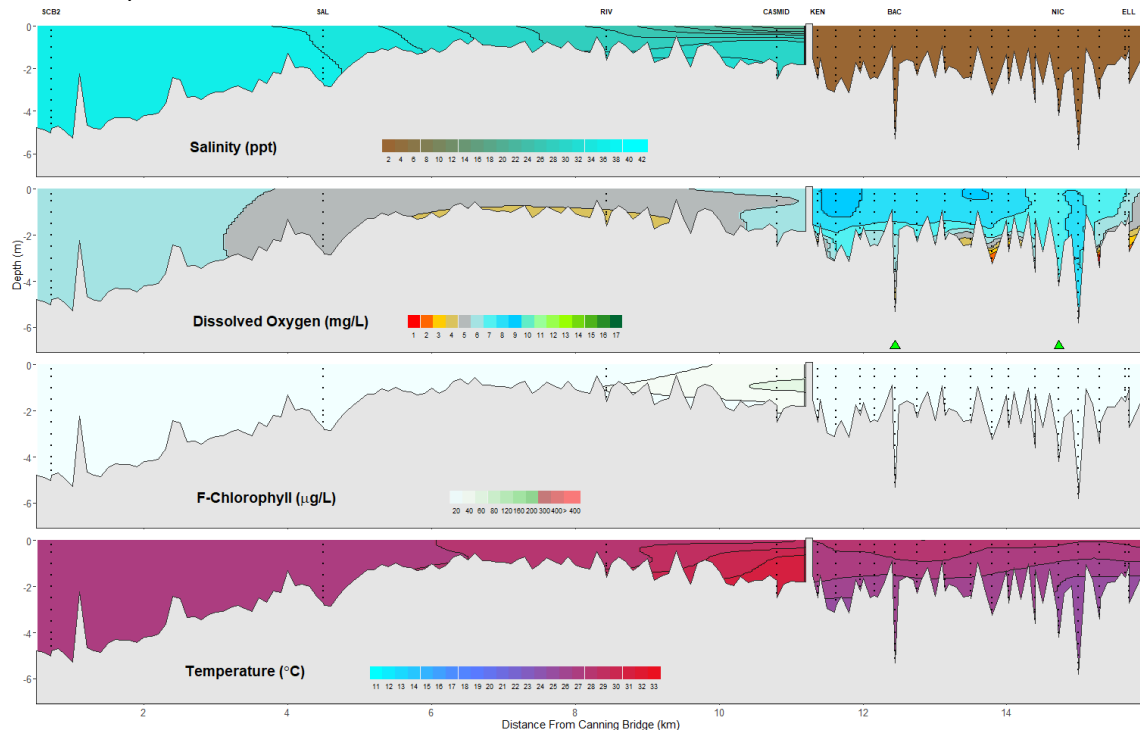 SCB2 SAL RIV CASMID KEN BAC NIC ELL
0
-2
-4
-6
Salinity (ppt)
2 4 6 8 10 12 14 16 18 20 22 24 26 28 30 32 34 36 38 40 42
0
-2
-4
-6
Depth (m)
Dissolved Oxygen (mg/L)
1 2 3 4 5 6 7 8 9 10 11 12 13 14 15 16 17
0
-2
-4
-6
F-Chlorophyll (μg/L)
20 40 60 80 120 160 200 300 400 > 400
0
-2
-4
-6
Temperature (°C)
11 12 13 14 15 16 17 18 19 20 21 22 23 24 25 26 27 28 29 30 31 32 33
2 4 6 8 10 12 14
Distance From Canning Bridge (km)